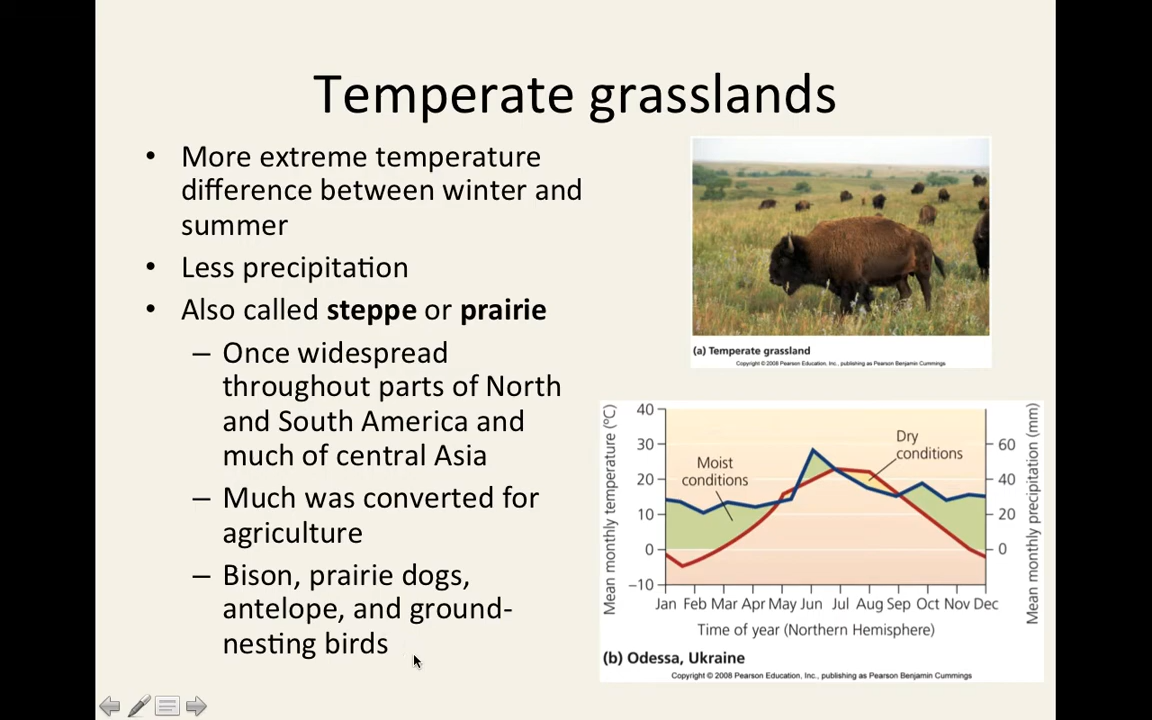 Temperate grasslands
• More extreme temperature
difference between winter and
summer
• Less precipitation
• Also called steppe or prairie
– Once widespread
throughout parts of North
and South America and
much of central Asia
– Much was converted for
agriculture
– Bison, prairie dogs,
antelope, and ground-
nesting birds
(a) Temperate grassland
Copyright © 2008 Pearson Education, Inc., publishing as Pearson Benjamin Cummings
Mean monthly temperature (°C)
40
30
20
10
0
–10
Moist
conditions
Dry
conditions
60
40
20
0
Mean monthly precipitation (mm)
Jan Feb Mar Apr May Jun Jul Aug Sep Oct Nov Dec
Time of year (Northern Hemisphere)
(b) Odessa, Ukraine
Copyright © 2008 Pearson Education, Inc., publishing as Pearson Benjamin Cummings